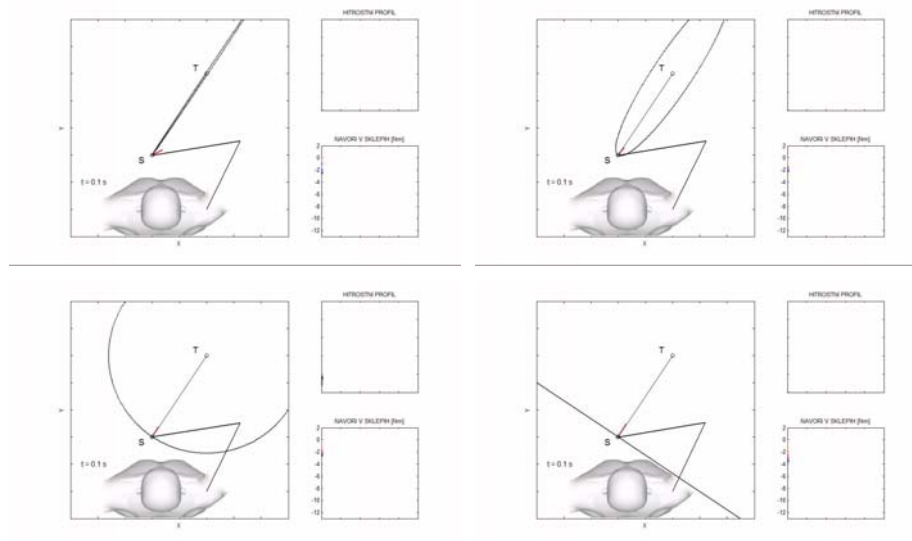 HITROSTNI PROFIL
T
Y
NAVORI V SKLEPIH [Nm]
2
0
-2
-4
-6
-8
-10
-12
S
t = 0.1 s
X
HITROSTNI PROFIL
T
Y
NAVORI V SKLEPIH [Nm]
2
0
-2
-4
-6
-8
-10
-12
S
t = 0.1 s
X
HITROSTNI PROFIL
T
Y
NAVORI V SKLEPIH [Nm]
2
0
-2
-4
-6
-8
-10
-12
S
t = 0.1 s
X
HITROSTNI PROFIL
T
Y
NAVORI V SKLEPIH [Nm]
2
0
-2
-4
-6
-8
-10
-12
S
t = 0.1 s
X